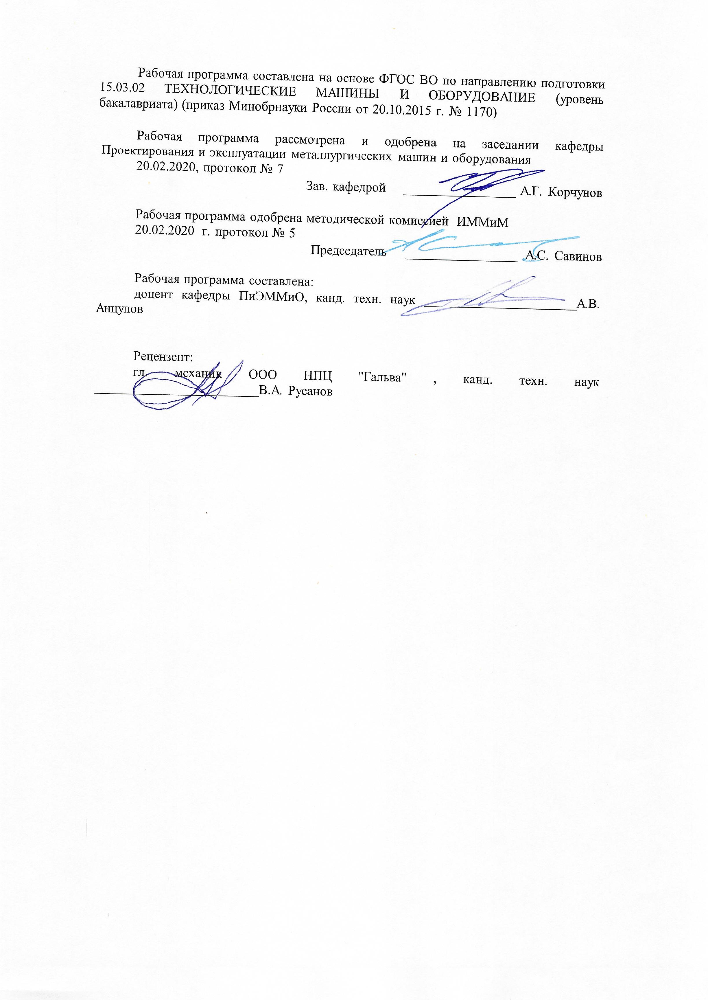 Рабочая программа составлена на основе ФГОС ВО по направлению подготовки
15.03.02 ТЕХНОЛОГИЧЕСКИЕ МАШИНЫ И ОБОРУДОВАНИЕ (уровень
бакалавриата) (приказ Минобрнауки России от 20.10.2015 г. № 1170)
Рабочая программа рассмотрена и одобрена на заседании кафедры
Проектирования и эксплуатации металлургических машин и оборудования
20.02.2020, протокол № 7
Зав. кафедрой А.Г. Корчунов
Рабочая программа одобрена методической комиссией ИММиМ
20.02.2020 г. протокол № 5
Председатель А.С. Савинов
Рабочая программа составлена:
доцент кафедры ПиЭММиО, канд. техн. наук А.В.
Анцупов
Рецензент:
гл. механик ООО НПЦ "Гальва" , канд. техн. наук
В.А. Русанов